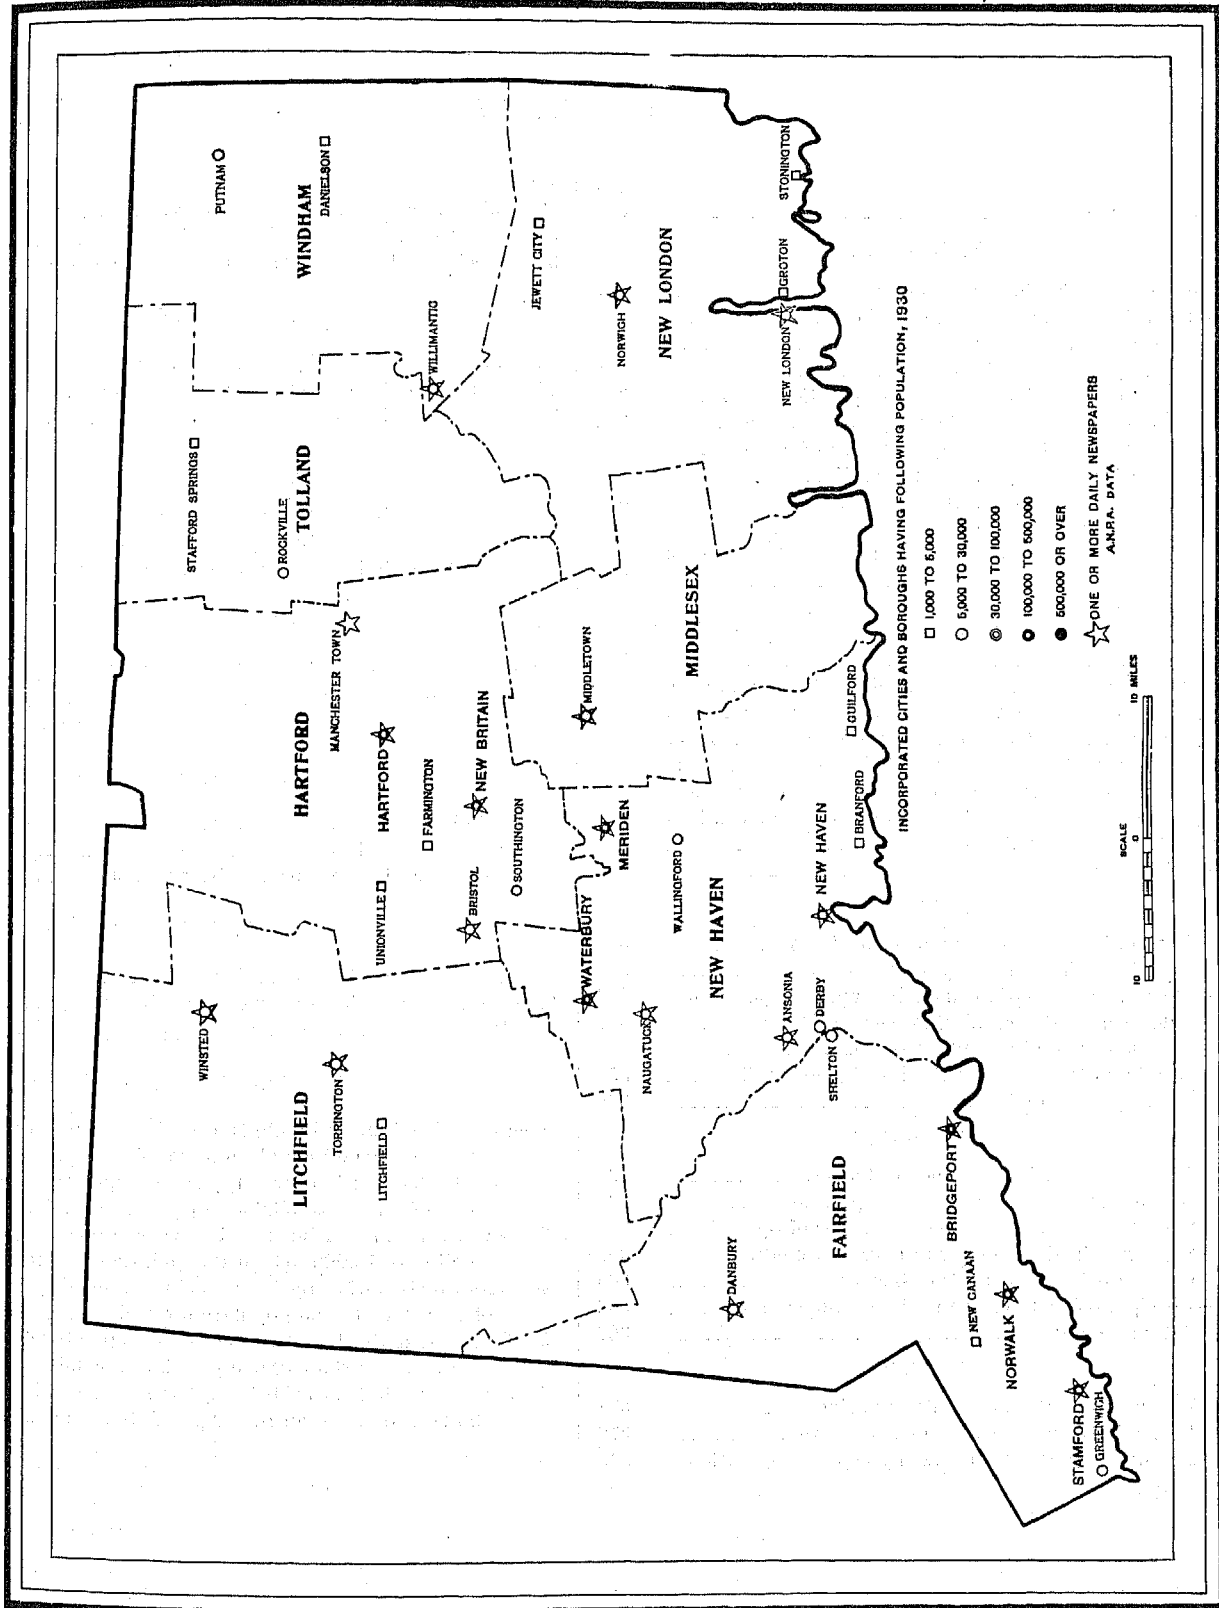 WINSTED
LITCHFIELD
TORRINGTON
LITCHFIELD
HARTFORD
MANCHESTER TOWN
HARTFORD
UNIONVILLE
FARMINGTON
BRISTOL
NEW BRITAIN
SOUTHINGTON
STAFFORD SPRINGS
ROCKVILLE
TOLLAND
PUTNAM
WINDHAM
DANIELSON
WILLIMANTIC
JEWETT CITY
NORWICH
NEW LONDON
NEW LONDON
GROTON
STONINGTON
MIDDLETOWN
MIDDLESEX
WATERBURY
MERIDEN
NAUGATUCK
WALLINGFORD
NEW HAVEN
ANSONIA
DERBY
SHELTON
NEW HAVEN
BRANFORD
GUILFORD
DANBURY
FAIRFIELD
BRIDGEPORT
NEW CANAAN
NORWALK
STAMFORD
GREENWICH
INCORPORATED CITIES AND BOROUGHS HAVING FOLLOWING POPULATION, 1930
1,000 TO 5,000
5,000 TO 30,000
30,000 TO 100,000
100,000 TO 500,000
500,000 OR OVER
ONE OR MORE DAILY NEWSPAPERS
A.N.P.A. DATA
SCALE
10 0 10 MILES